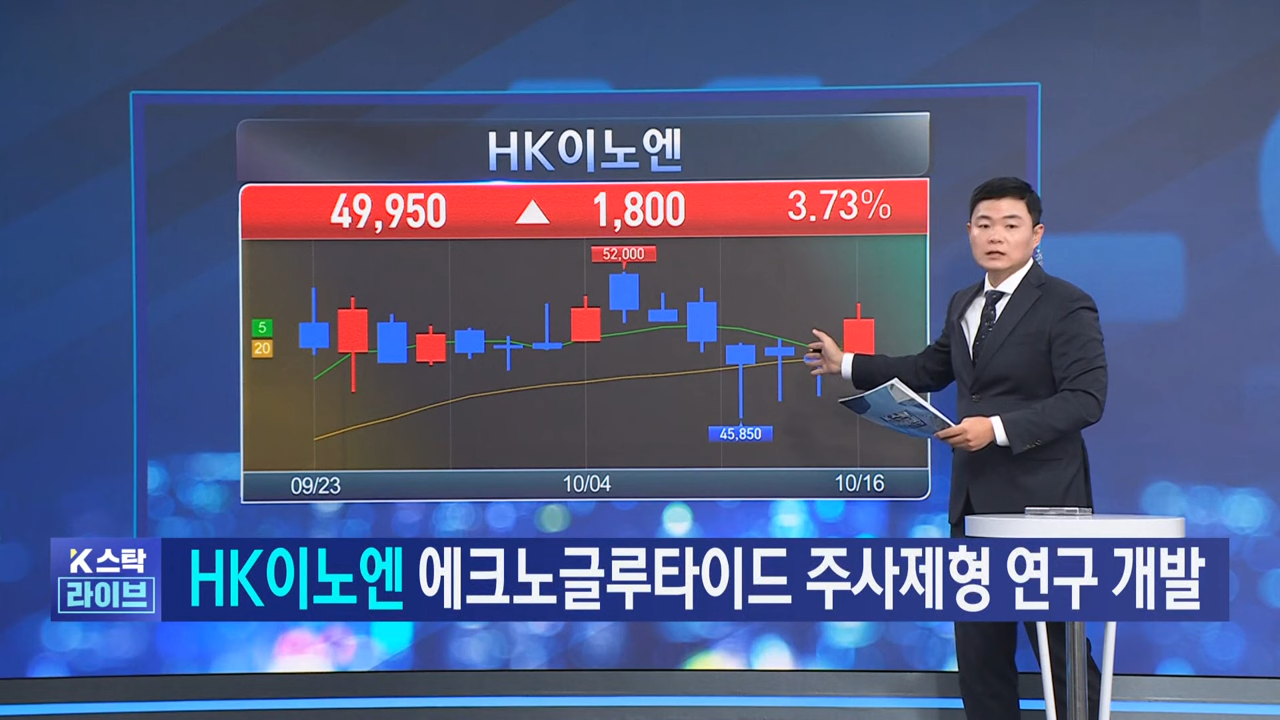 HK이노엔
49,950 ▲ 1,800 3.73%
52,000
5
20
45,850
09/23 10/04 10/16
K스탁
라이브
HK이노엔 에크노글루타이드 주사제형 연구 개발